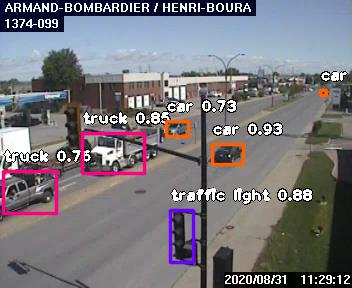 ARMAND-BOMBARDIER / HENRI-BOURA
1374-099
car
car 0.73
truck 0.85
car 0.93
truck 0.76
traffic light 0.88
2020/08/31 11:29:12